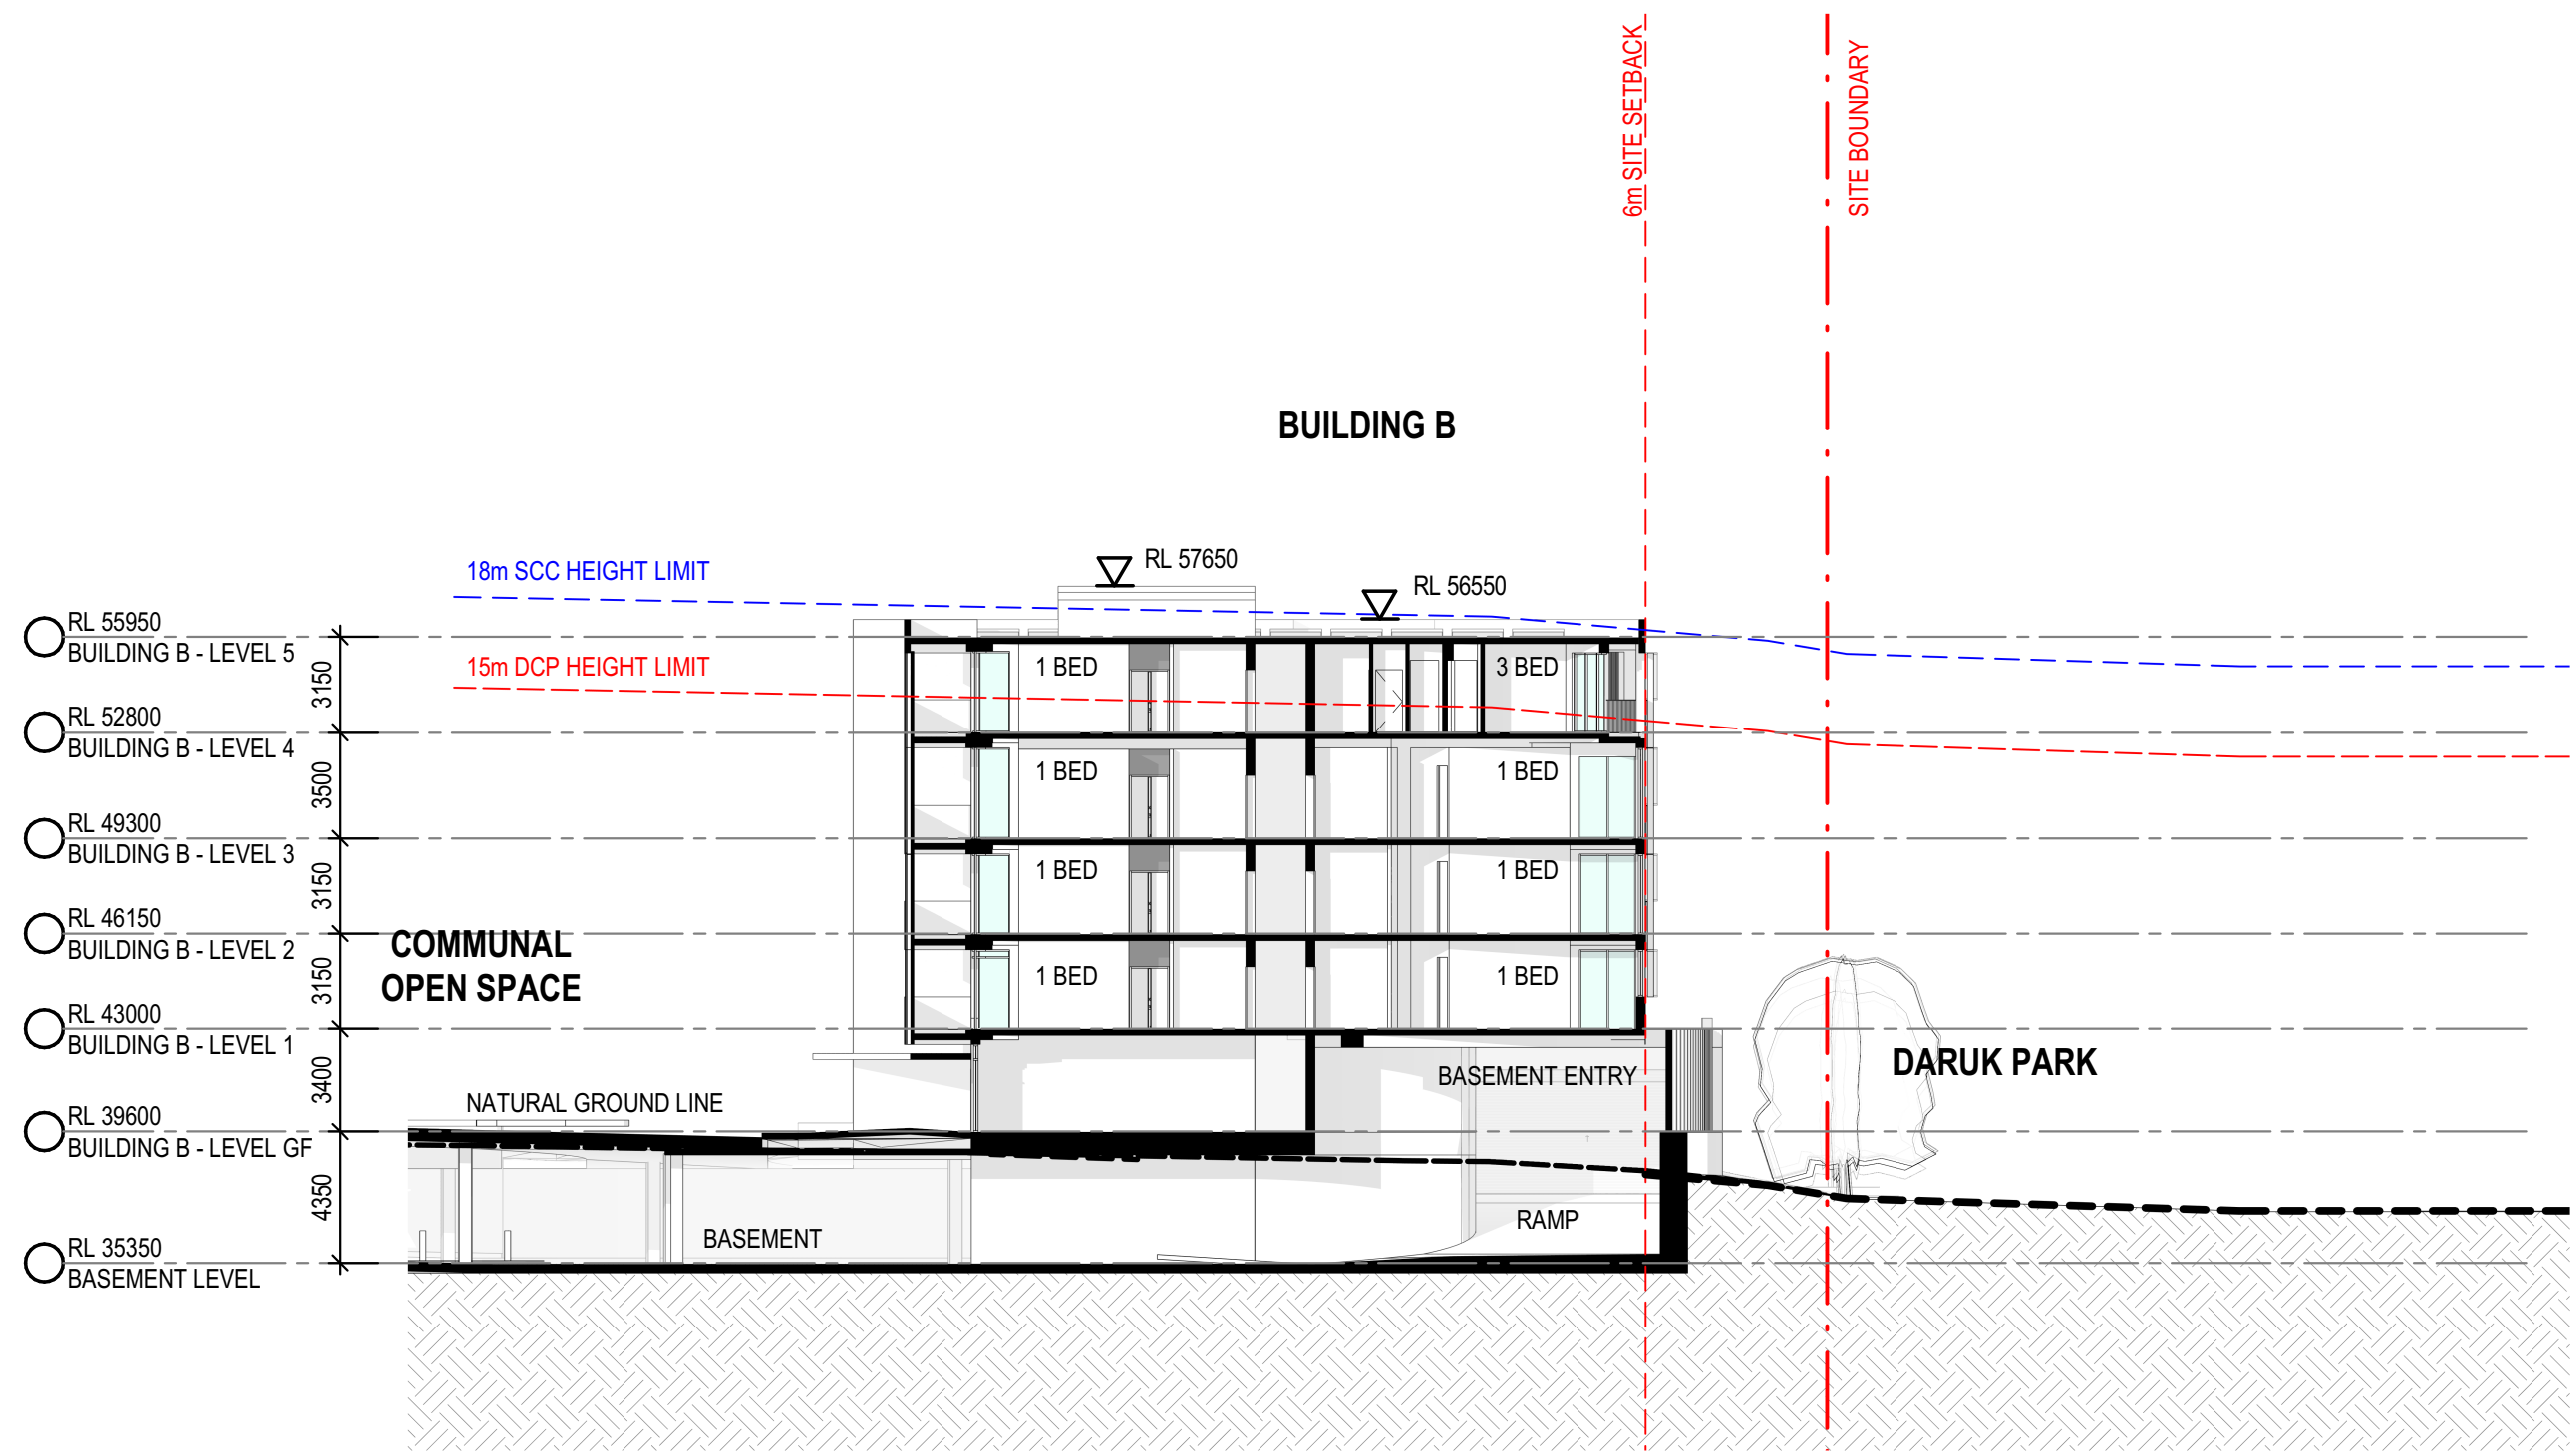 6m SITE SETBACK
SITE BOUNDARY
BUILDING B
RL 57650
18m SCC HEIGHT LIMIT
RL 56550
RL 55950
BUILDING B - LEVEL 5
15m DCP HEIGHT LIMIT
1 BED
3 BED
3150
RL 52800
BUILDING B - LEVEL 4
1 BED
1 BED
3500
RL 49300
BUILDING B - LEVEL 3
1 BED
1 BED
3150
RL 46150
BUILDING B - LEVEL 2
COMMUNAL
OPEN SPACE
1 BED
1 BED
3150
RL 43000
BUILDING B - LEVEL 1
DARUK PARK
BASEMENT ENTRY
3400
NATURAL GROUND LINE
RL 39600
BUILDING B - LEVEL GF
4350
RAMP
BASEMENT
RL 35350
BASEMENT LEVEL